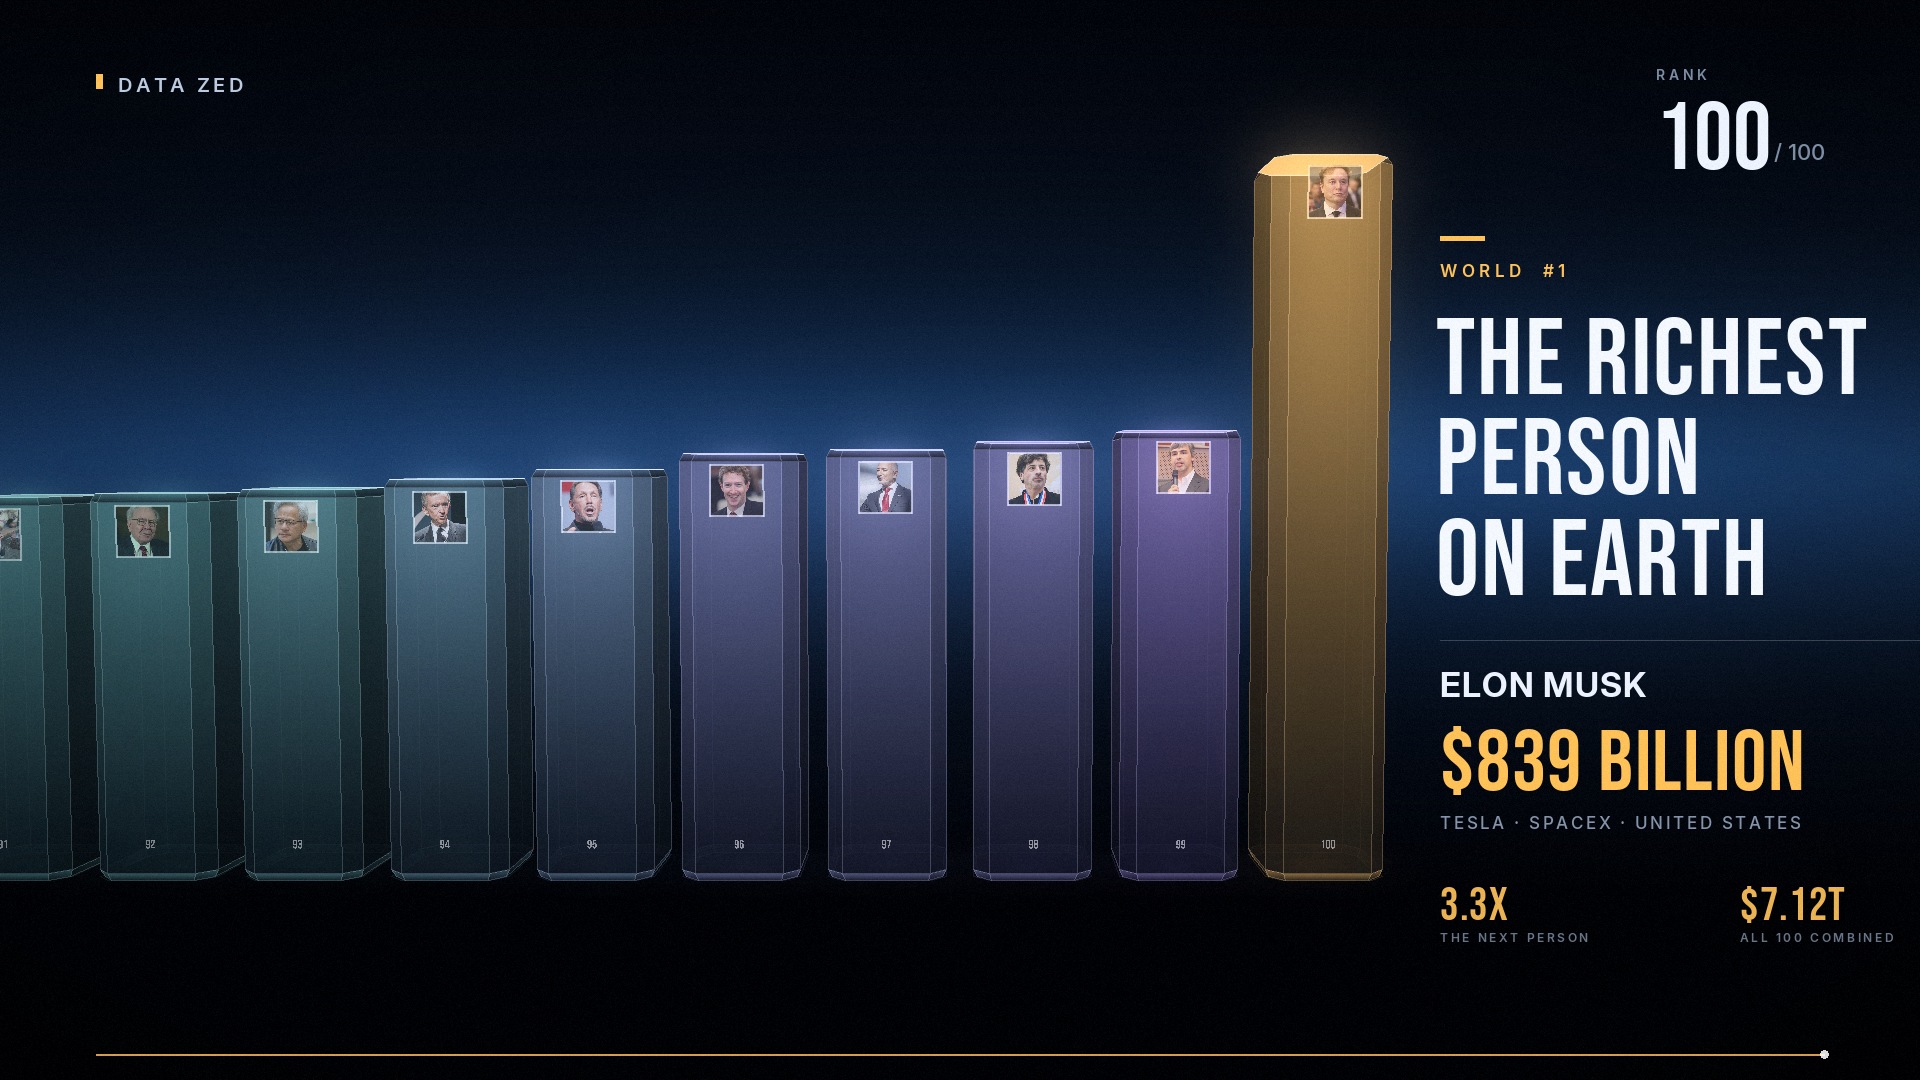 DATA ZED
RANK
100 / 100
WORLD #1
THE RICHEST
PERSON
ON EARTH
ELON MUSK
$839 BILLION
TESLA · SPACEX · UNITED STATES
3.3X
THE NEXT PERSON
$7.12T
ALL 100 COMBINED
91 92 93 94 95 96 97 98 99 100